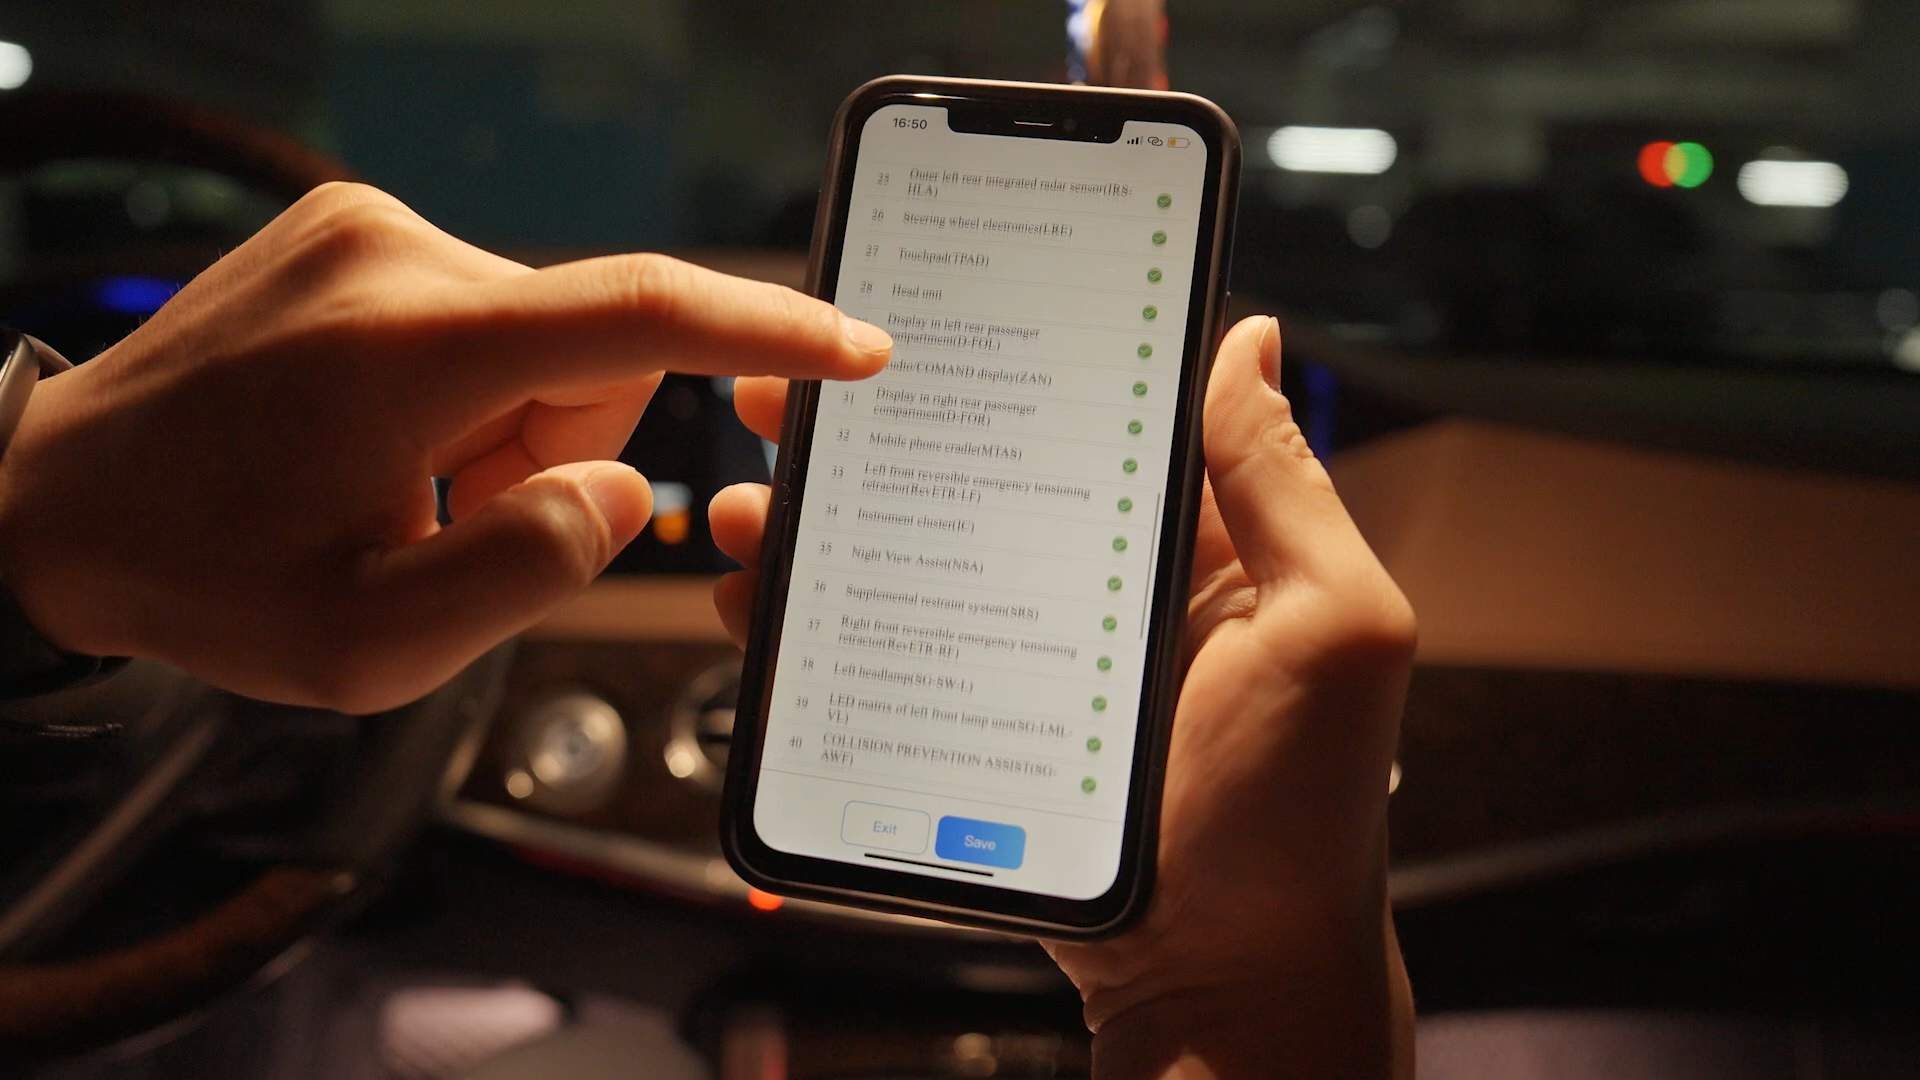 16:50
25 Outer left rear integrated radar sensor(IRS-
HLA)
26 Steering wheel electronics(LRE)
27 Touchpad(TPAD)
28 Head unit
Display in left rear passenger
compartment(D-FOL)
COMAND display(ZAN)
31 Display in right rear passenger
compartment(D-FOR)
32 Mobile phone cradle(MTAS)
33 Left front reversible emergency tensioning
retractor(RevETR-LF)
34 Instrument cluster(IC)
35 Night View Assist(NSA)
36 Supplemental restraint system(SRS)
37 Right front reversible emergency tensioning
retractor(RevETR-RF)
38 Left headlamp(SG-SW-L)
39 LED matrix of left front lamp unit(SG-LML-
VL)
40 COLLISION PREVENTION ASSIST(SG-
AWF)
Exit Save